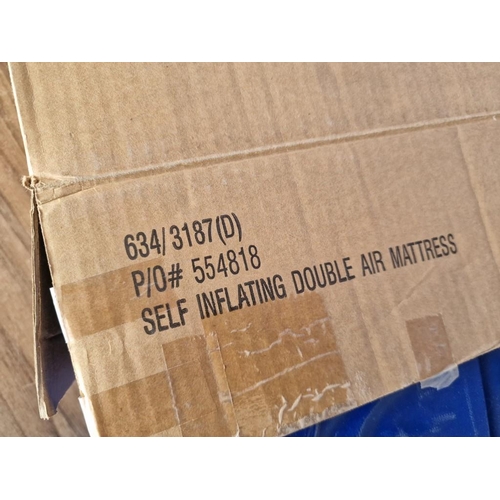 634/3187(D)
P/O# 554818
SELF INFLATING DOUBLE AIR MATTRESS